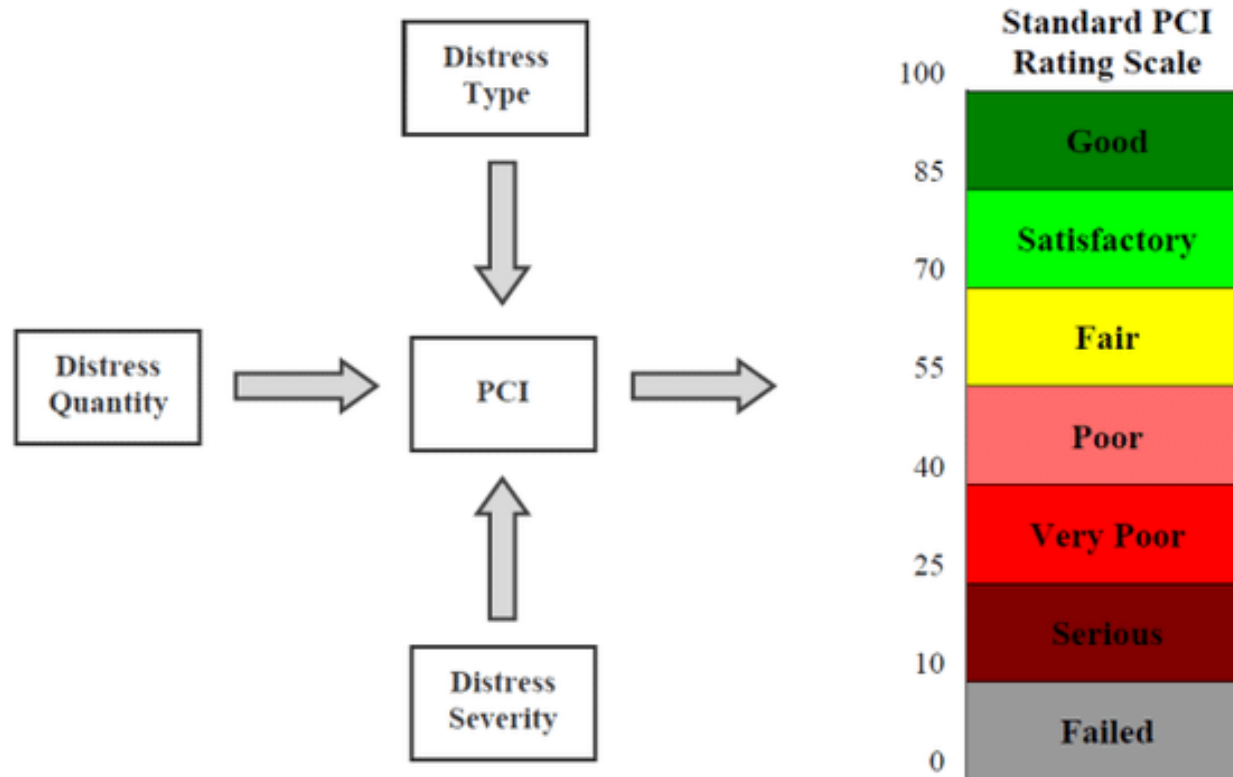 Standard PCI
Rating Scale
Distress
Type
100
Good
85
Satisfactory
70
Fair
55
Distress
Quantity
PCI
Poor
40
Very Poor
25
Serious
10
Distress
Severity
Failed
0